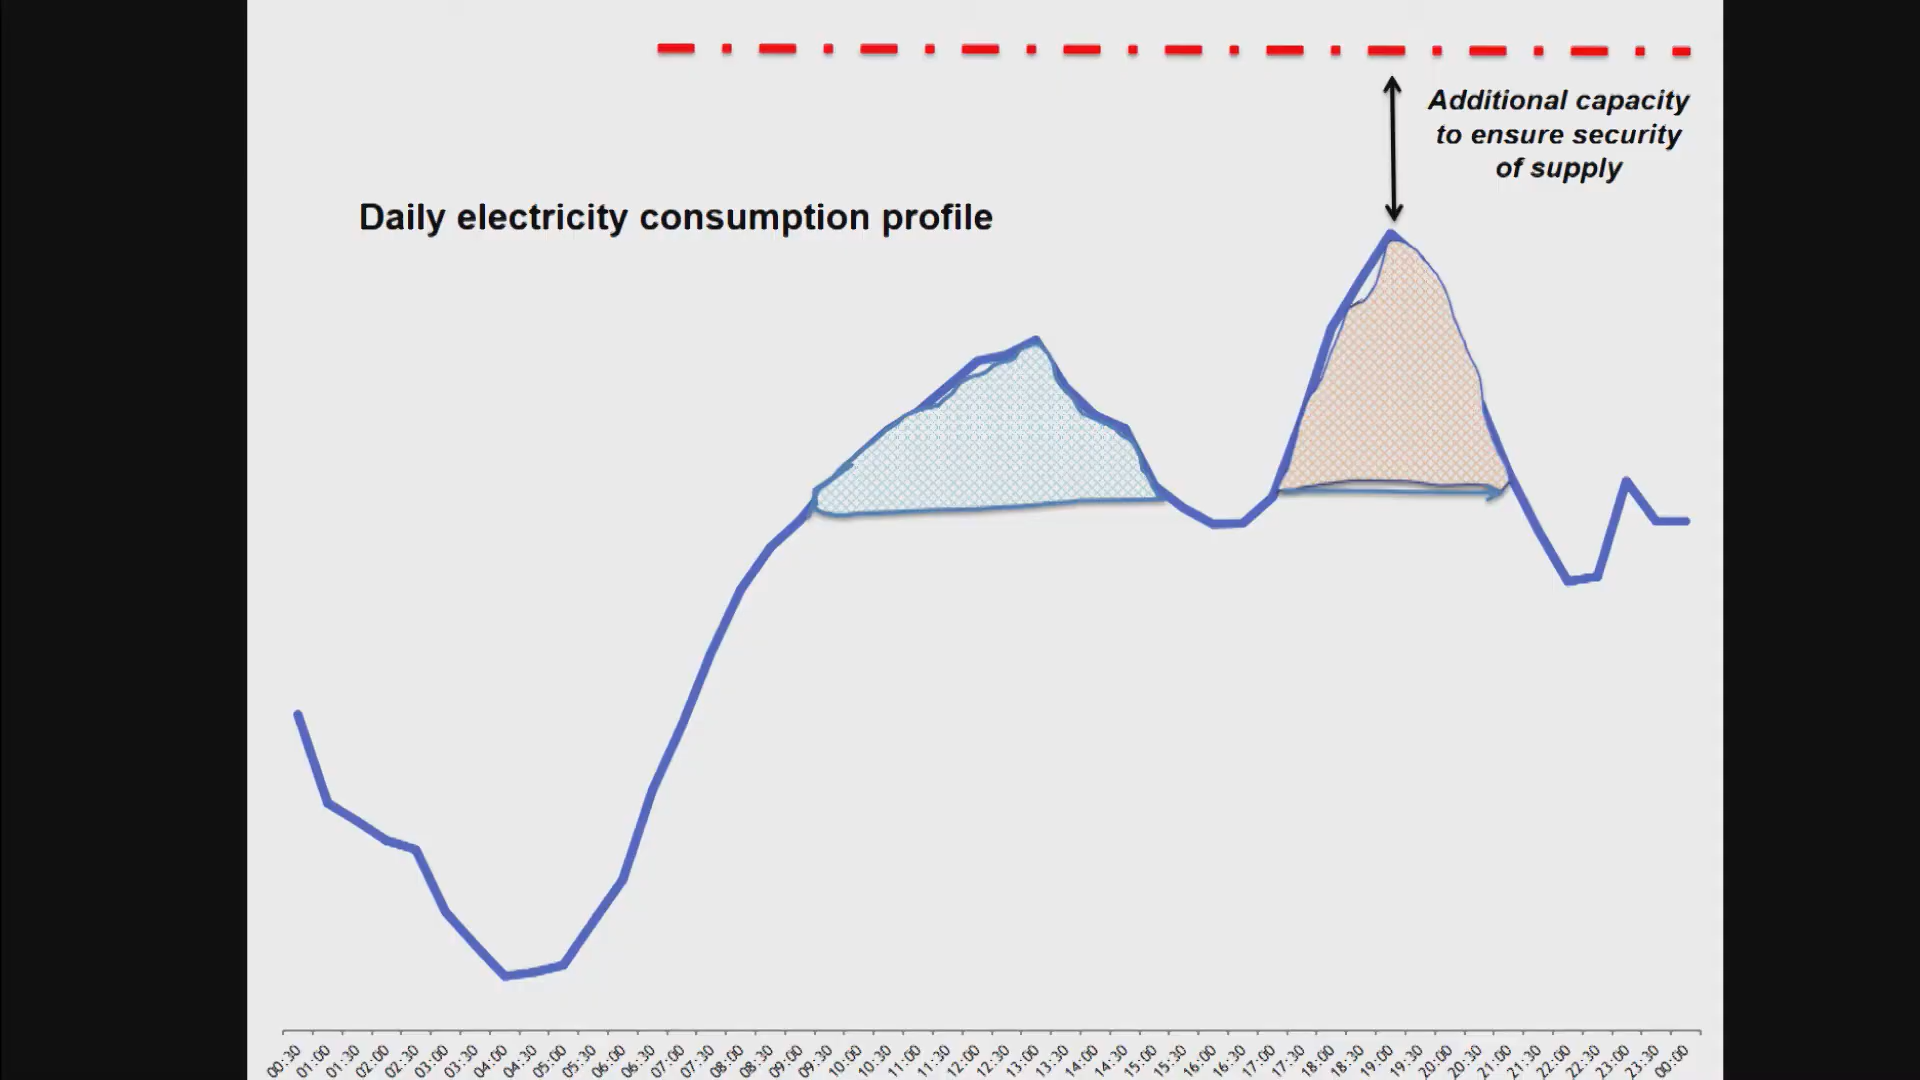 Additional capacity
to ensure security
of supply
Daily electricity consumption profile
00:30 01:00 01:30 02:00 02:30 03:00 03:30 04:00 04:30 05:00 05:30 06:00 06:30 07:00 07:30 08:00 08:30 09:00 09:30 10:00 10:30 11:00 11:30 12:00 12:30 13:00 13:30 14:00 14:30 15:00 15:30 16:00 16:30 17:00 17:30 18:00 18:30 19:00 19:30 20:00 20:30 21:00 21:30 22:00 22:30 23:00 23:30 00:00